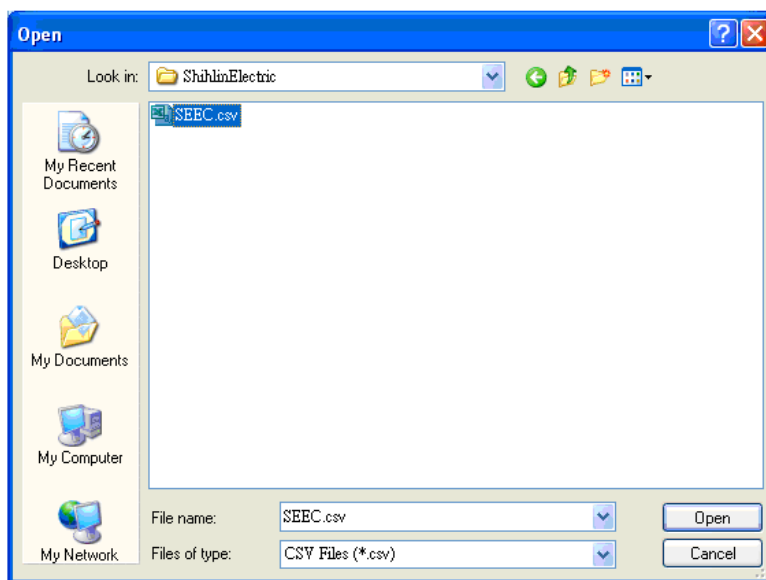 Open
Look in:
ShihlinElectric
SEEC.csv
My Recent
Documents
Desktop
My Documents
My Computer
My Network
File name:
SEEC.csv
Open
Files of type:
CSV Files (*.csv)
Cancel